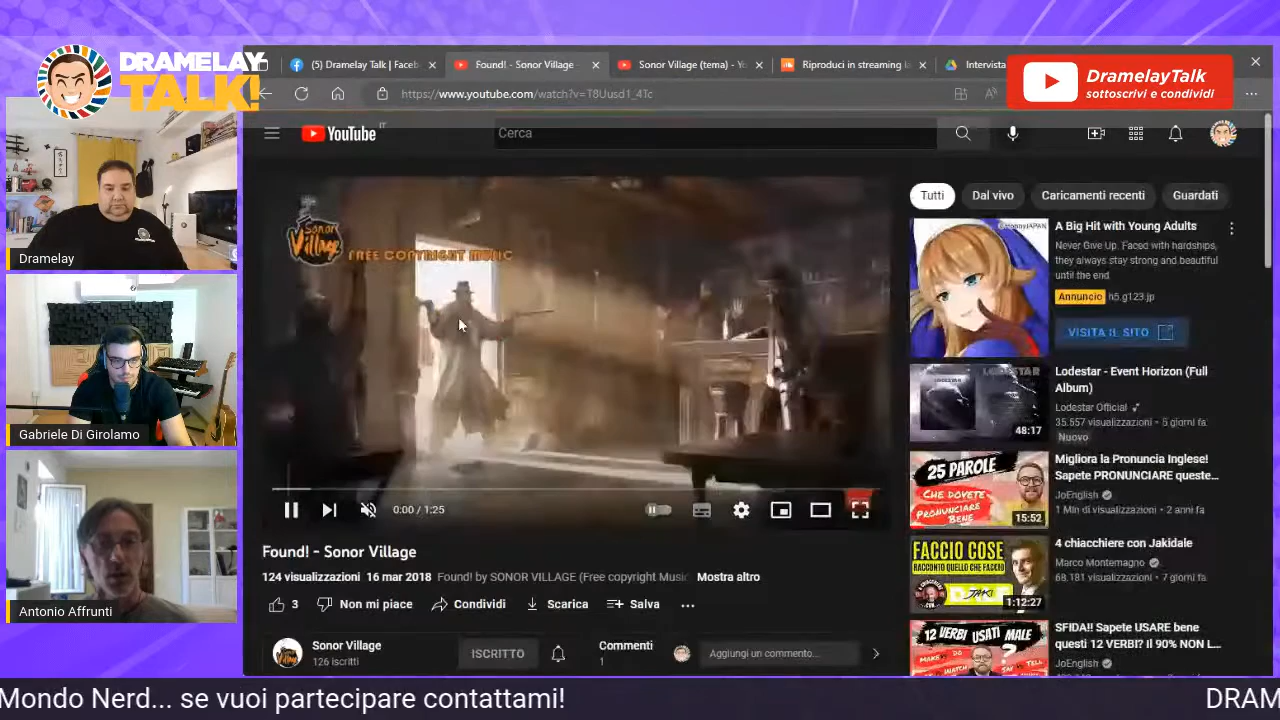 DRAMELAY
TALK!
(5) Dramelay Talk | Faceb
Found! - Sonor Village
Sonor Village (tema) - Yo
Riproduci in streaming b
Intervista
DramelayTalk
sottoscrivi e condividi
https://www.youtube.com/watch?v=T8Uusd1_4Tc
YouTube
IT
Cerca
Dramelay
Gabriele Di Girolamo
Antonio Affrunti
Sonor
Village
FREE COPYRIGHT MUSIC
0:00 / 1:25
Found! - Sonor Village
124 visualizzazioni 16 mar 2018 Found! by SONOR VILLAGE (Free copyright Music
Mostra altro
3
Non mi piace
Condividi
Scarica
Salva
Sonor Village
126 iscritti
ISCRITTO
Commenti
1
Aggiungi un commento...
Tutti
Dal vivo
Caricamenti recenti
Guardati
A Big Hit with Young Adults
Never Give Up. Faced with hardships,
they always stay strong and beautiful
until the end.
Annuncio h5.g123.jp
VISITA IL SITO
LODESTAR
48:17
Lodestar - Event Horizon (Full
Album)
Lodestar Official
35.557 visualizzazioni • 5 giorni fa
Nuovo
25 PAROLE
CHE DOVETE
PRONUNCIARE
BENE
15:52
Migliora la Pronuncia Inglese!
Sapete PRONUNCIARE queste...
JoEnglish
1 Mln di visualizzazioni • 2 anni fa
FACCIO COSE
RACCONTO QUELLO CHE FACCIO
JAKI
1:12:27
4 chiacchiere con Jakidale
Marco Montemagno
68.181 visualizzazioni • 7 giorni fa
12 VERBI USATI MALE
SFIDA!! Sapete USARE bene
questi 12 VERBI? Il 90% NON L...
JoEnglish
Mondo Nerd... se vuoi partecipare contattami!
DRAM